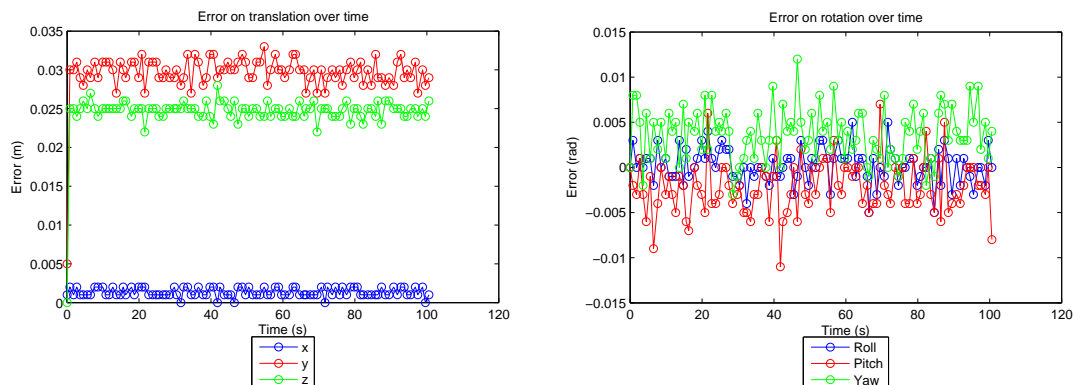 Error on translation over time
0.035
0.03
0.025
0.02
0.015
0.01
0.005
0
Error (m)
0 20 40 60 80 100 120
Time (s)
x
y
z
Error on rotation over time
0.015
0.01
0.005
0
−0.005
−0.01
−0.015
Error (rad)
0 20 40 60 80 100 120
Time (s)
Roll
Pitch
Yaw